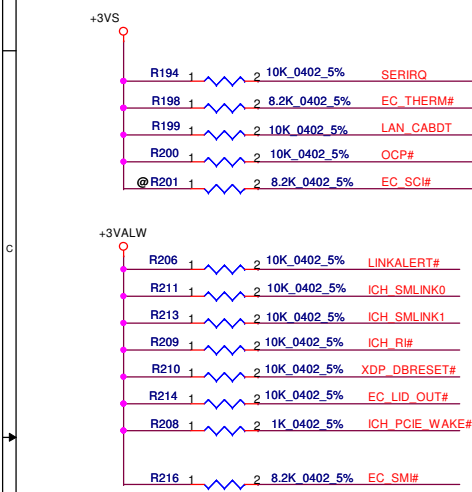 +3VS
R194 1 2 10K_0402_5% SERIRQ
R198 1 2 8.2K_0402_5% EC_THERM#
R199 1 2 10K_0402_5% LAN_CABDT
R200 1 2 10K_0402_5% OCP#
@R201 1 2 8.2K_0402_5% EC_SCI#
+3VALW
C
R206 1 2 10K_0402_5% LINKALERT#
R211 1 2 10K_0402_5% ICH_SMLINK0
R213 1 2 10K_0402_5% ICH_SMLINK1
R209 1 2 10K_0402_5% ICH_RI#
R210 1 2 10K_0402_5% XDP_DBRESET#
R214 1 2 10K_0402_5% EC_LID_OUT#
R208 1 2 1K_0402_5% ICH_PCIE_WAKE#
R216 1 2 8.2K_0402_5% EC_SMI#